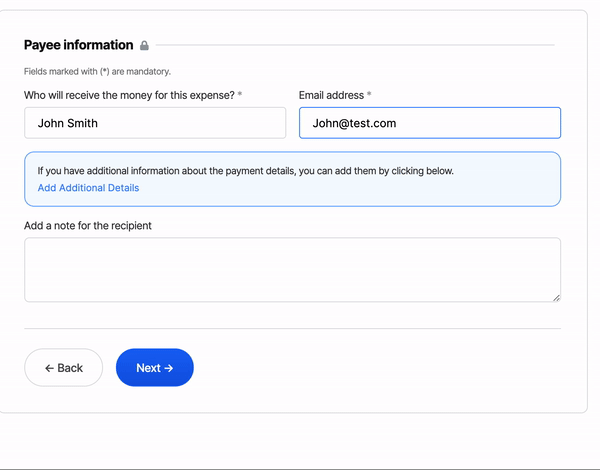 Payee information
Fields marked with (*) are mandatory.
Who will receive the money for this expense? *
Email address *
John Smith
John@test.com
If you have additional information about the payment details, you can add them by clicking below.
Add Additional Details
Add a note for the recipient
← Back
Next →